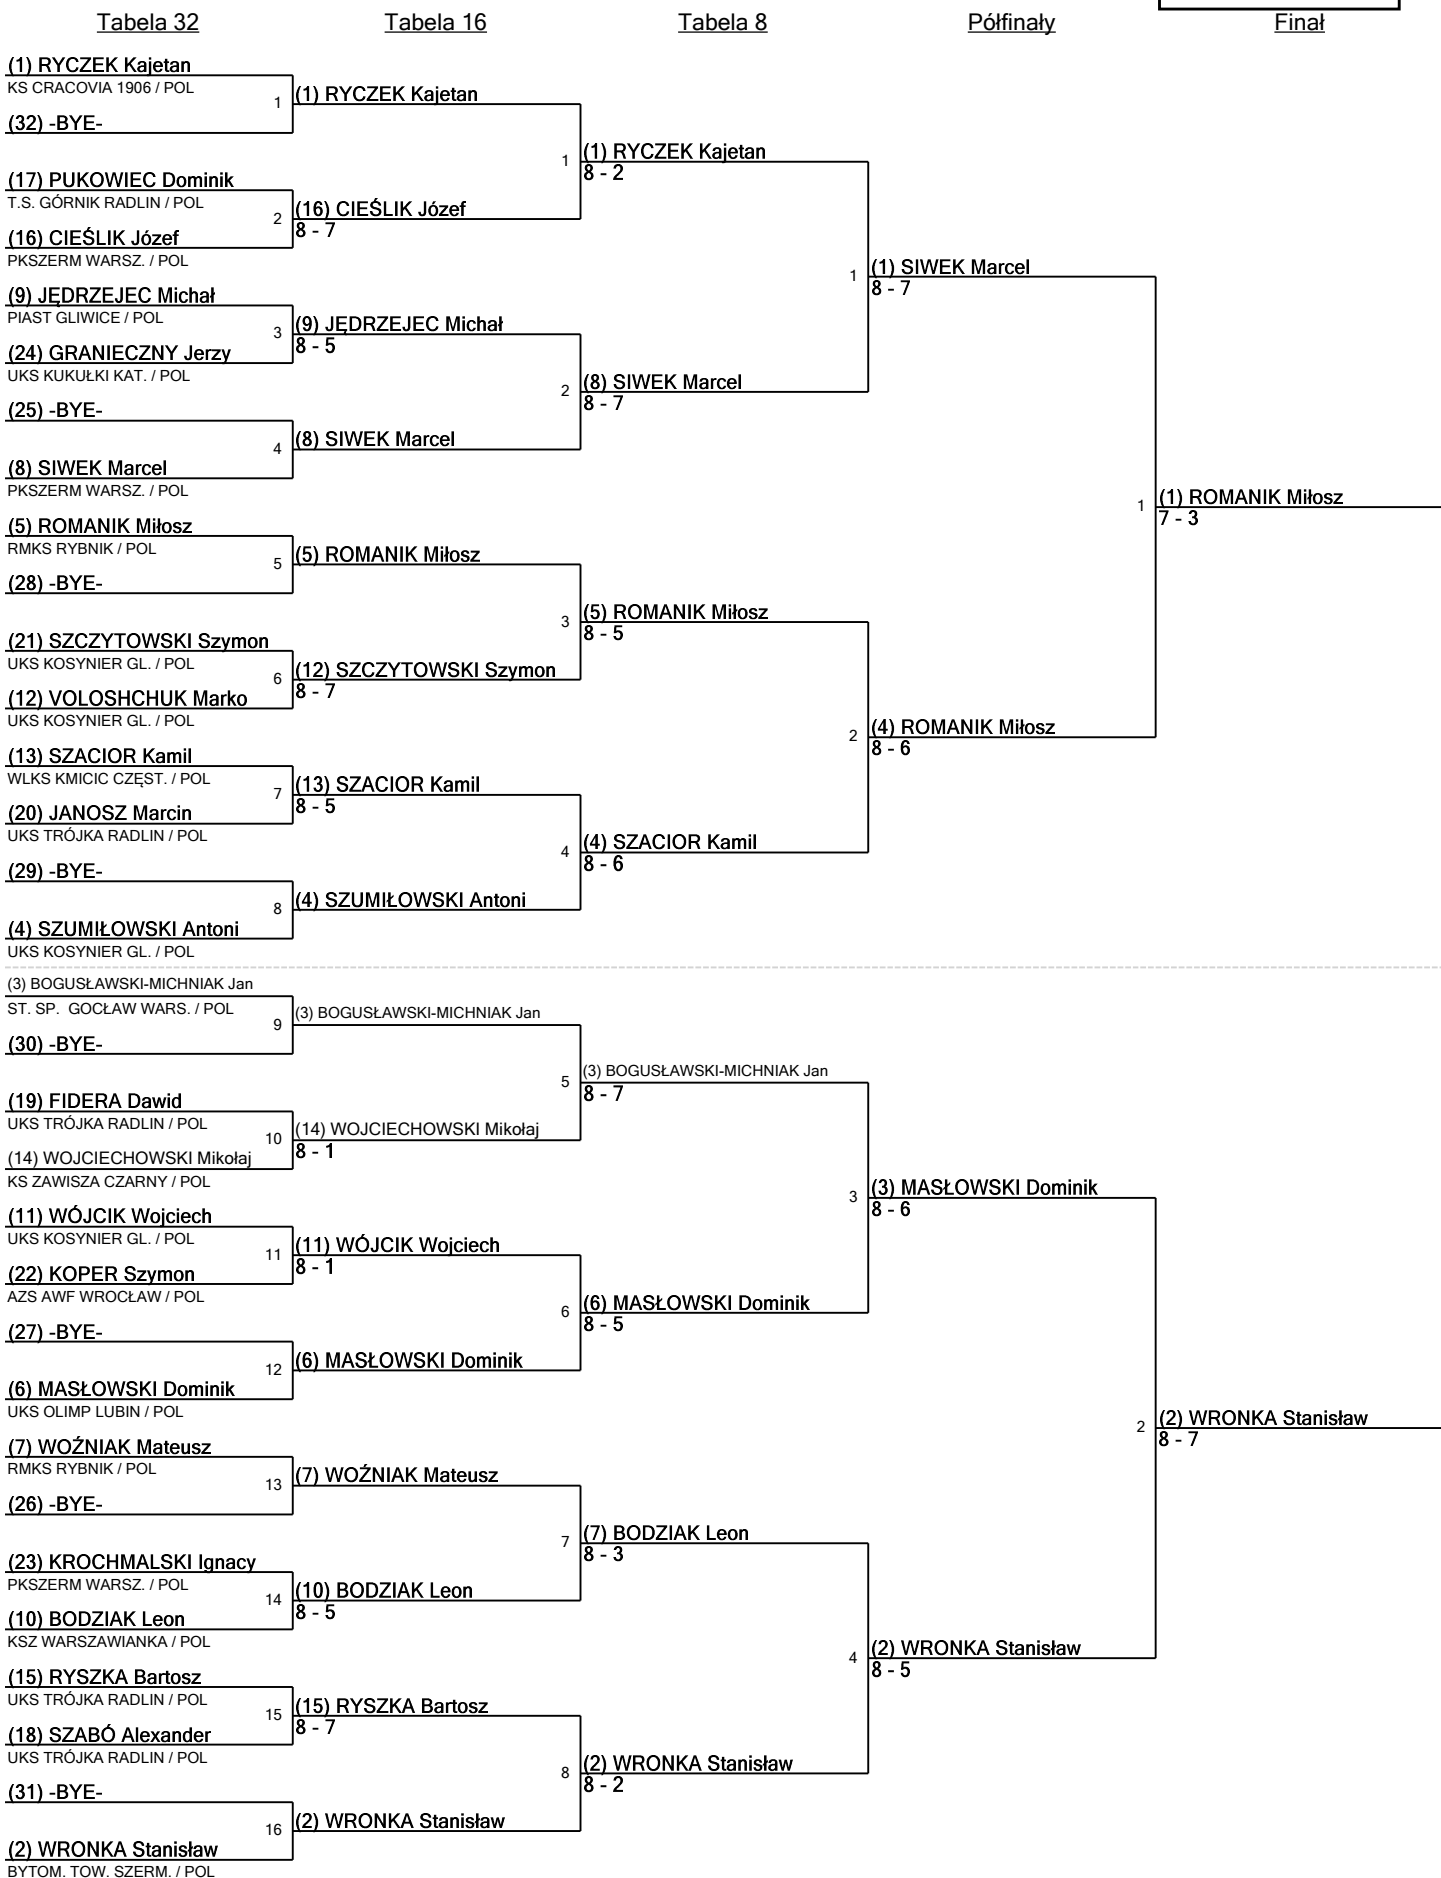 Tabela 32
Tabela 16
Tabela 8
Półfinały
Finał
(1) RYCZEK Kajetan
KS CRACOVIA 1906 / POL
1
(32) -BYE-
(17) PUKOWIEC Dominik
T.S. GÓRNIK RADLIN / POL
2
(16) CIEŚLIK Józef
PKSZERM WARSZ. / POL
(9) JĘDRZEJEC Michał
PIAST GLIWICE / POL
3
(24) GRANIECZNY Jerzy
UKS KUKUŁKI KAT. / POL
(25) -BYE-
4
(8) SIWEK Marcel
PKSZERM WARSZ. / POL
(5) ROMANIK Miłosz
RMKS RYBNIK / POL
5
(28) -BYE-
(21) SZCZYTOWSKI Szymon
UKS KOSYNIER GL. / POL
6
(12) VOLOSHCHUK Marko
UKS KOSYNIER GL. / POL
(13) SZACIOR Kamil
WLKS KMICIC CZĘST. / POL
7
(20) JANOSZ Marcin
UKS TRÓJKA RADLIN / POL
(29) -BYE-
8
(4) SZUMIŁOWSKI Antoni
UKS KOSYNIER GL. / POL
(3) BOGUSŁAWSKI-MICHNIAK Jan
ST. SP.  GOCŁAW WARS. / POL
9
(30) -BYE-
(19) FIDERA Dawid
UKS TRÓJKA RADLIN / POL
10
(14) WOJCIECHOWSKI Mikołaj
KS ZAWISZA CZARNY / POL
(11) WÓJCIK Wojciech
UKS KOSYNIER GL. / POL
11
(22) KOPER Szymon
AZS AWF WROCŁAW / POL
(27) -BYE-
12
(6) MASŁOWSKI Dominik
UKS OLIMP LUBIN / POL
(7) WOŹNIAK Mateusz
RMKS RYBNIK / POL
13
(26) -BYE-
(23) KROCHMALSKI Ignacy
PKSZERM WARSZ. / POL
14
(10) BODZIAK Leon
KSZ WARSZAWIANKA / POL
(15) RYSZKA Bartosz
UKS TRÓJKA RADLIN / POL
15
(18) SZABÓ Alexander
UKS TRÓJKA RADLIN / POL
(31) -BYE-
16
(2) WRONKA Stanisław
BYTOM. TOW. SZERM. / POL
(1) RYCZEK Kajetan
1
(16) CIEŚLIK Józef
8 - 7
(9) JĘDRZEJEC Michał
8 - 5
2
(8) SIWEK Marcel
(5) ROMANIK Miłosz
3
(12) SZCZYTOWSKI Szymon
8 - 7
(13) SZACIOR Kamil
8 - 5
4
(4) SZUMIŁOWSKI Antoni
(3) BOGUSŁAWSKI-MICHNIAK Jan
5
(14) WOJCIECHOWSKI Mikołaj
8 - 1
(11) WÓJCIK Wojciech
8 - 1
6
(6) MASŁOWSKI Dominik
(7) WOŹNIAK Mateusz
7
(10) BODZIAK Leon
8 - 5
(15) RYSZKA Bartosz
8 - 7
8
(2) WRONKA Stanisław
(1) RYCZEK Kajetan
8 - 2
1
(8) SIWEK Marcel
8 - 7
(5) ROMANIK Miłosz
8 - 5
2
(4) SZACIOR Kamil
8 - 6
(3) BOGUSŁAWSKI-MICHNIAK Jan
8 - 7
3
(6) MASŁOWSKI Dominik
8 - 5
(7) BODZIAK Leon
8 - 3
4
(2) WRONKA Stanisław
8 - 2
(1) SIWEK Marcel
8 - 7
1
(4) ROMANIK Miłosz
8 - 6
(3) MASŁOWSKI Dominik
8 - 6
2
(2) WRONKA Stanisław
8 - 5
(1) ROMANIK Miłosz
7 - 3
(2) WRONKA Stanisław
8 - 7